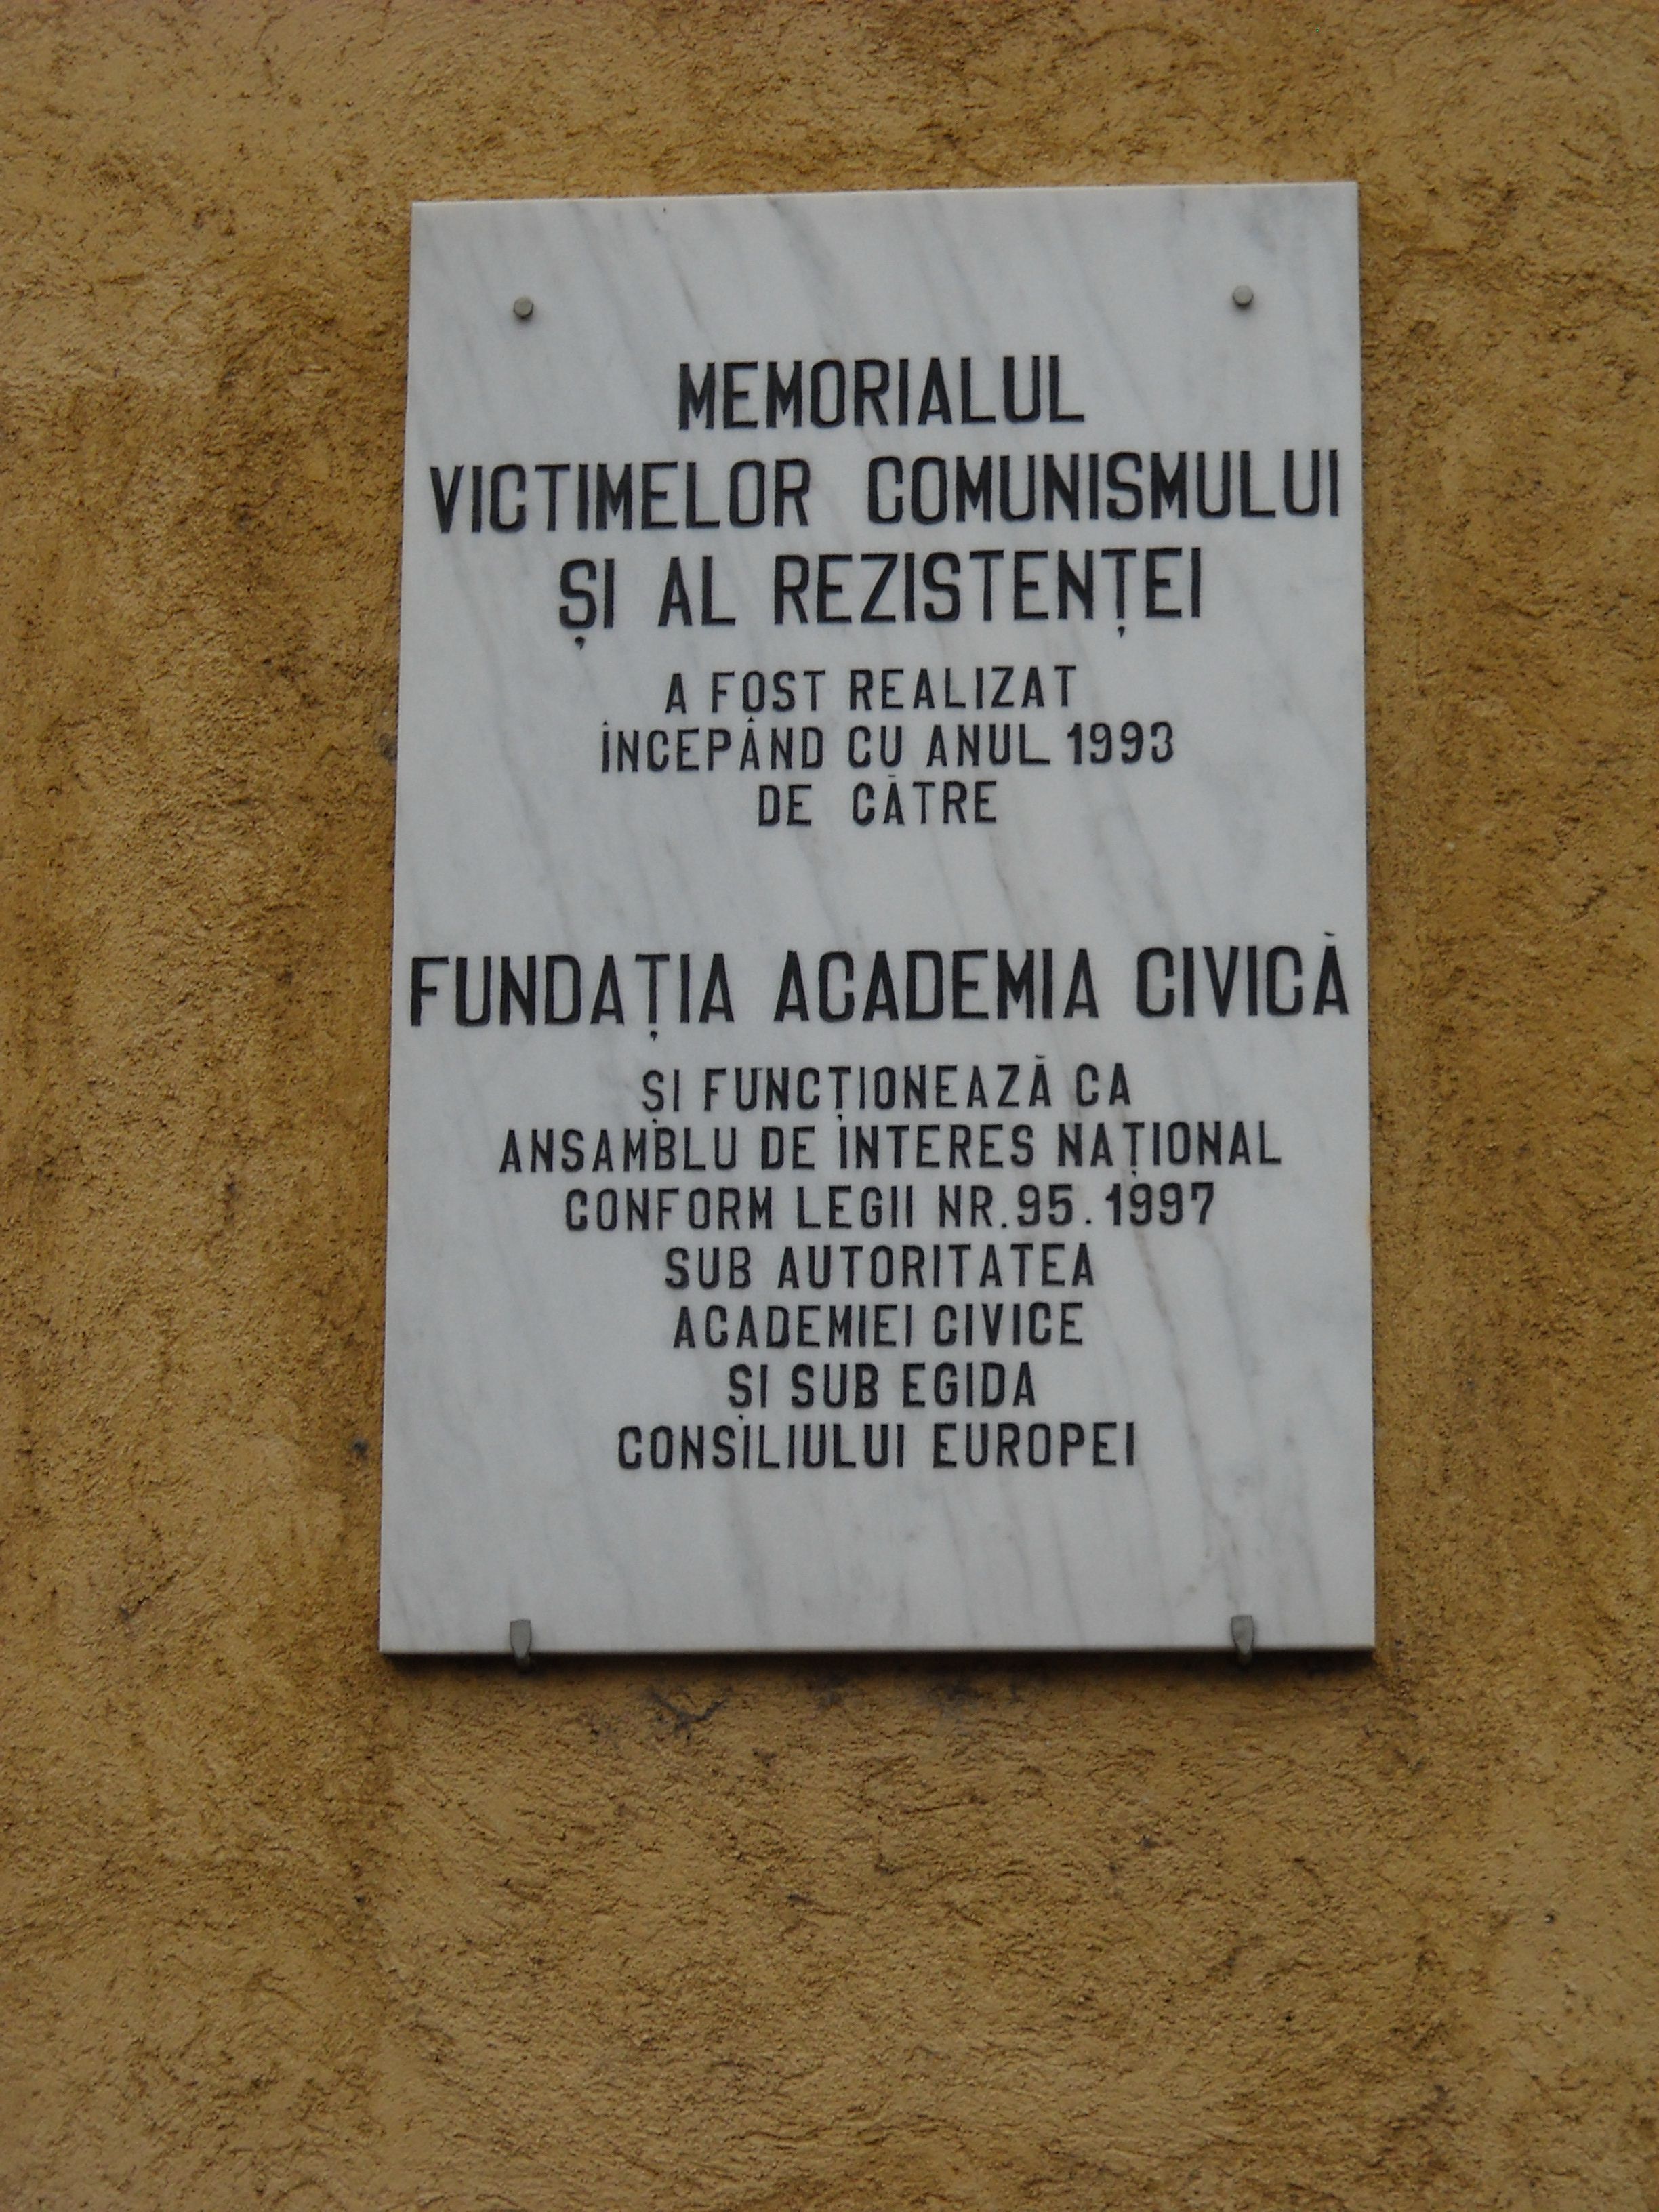 MEMORIALUL
VICTIMELOR COMUNISMULUI
ȘI AL REZISTENȚEI
A FOST REALIZAT
ÎNCEPÂND CU ANUL 1993
DE CĂTRE
FUNDAȚIA ACADEMIA CIVICĂ
ȘI FUNCȚIONEAZĂ CA
ANSAMBLU DE INTERES NAȚIONAL
CONFORM LEGII NR. 95. 1997
SUB AUTORITATEA
ACADEMIEI CIVICE
ȘI SUB EGIDA
CONSILIULUI EUROPEI